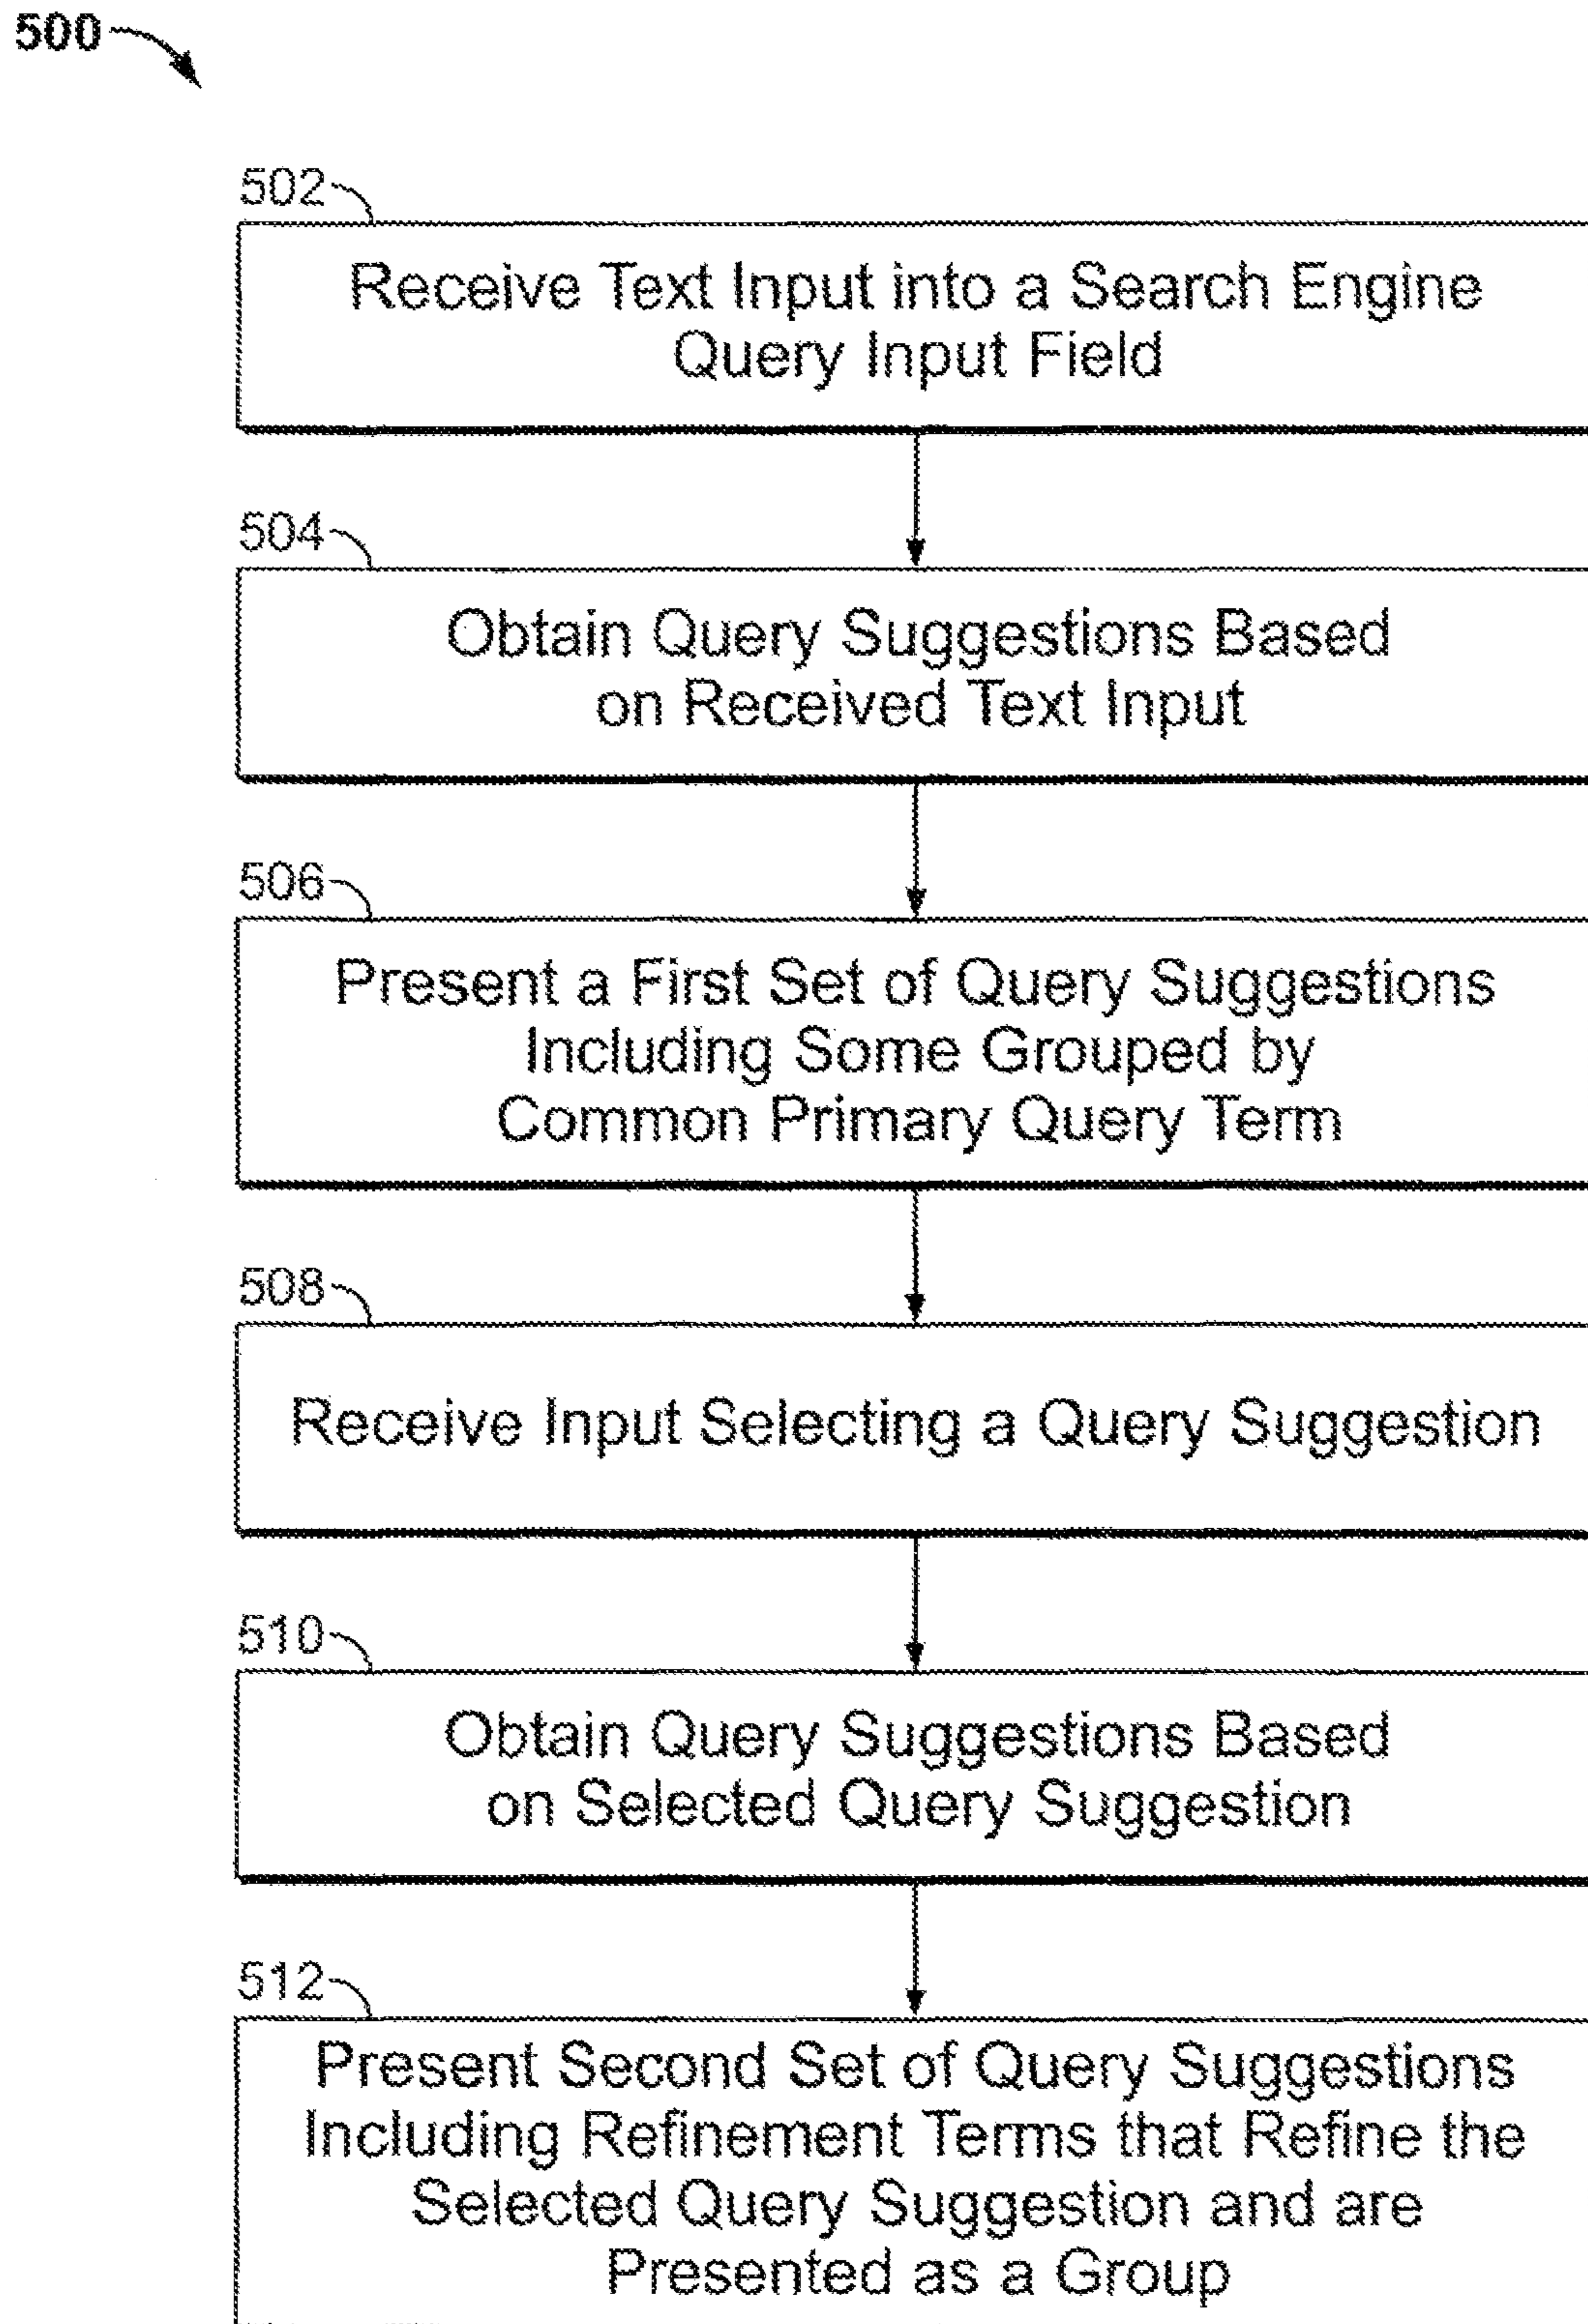 500
502
Receive Text Input into a Search Engine
Query Input Field
504
Obtain Query Suggestions Based
on Received Text Input
506
Present a First Set of Query Suggestions
Including Some Grouped by
Common Primary Query Term
508
Receive Input Selecting a Query Suggestion
510
Obtain Query Suggestions Based
on Selected Query Suggestion
512
Present Second Set of Query Suggestions
Including Refinement Terms that Refine the
Selected Query Suggestion and are
Presented as a Group